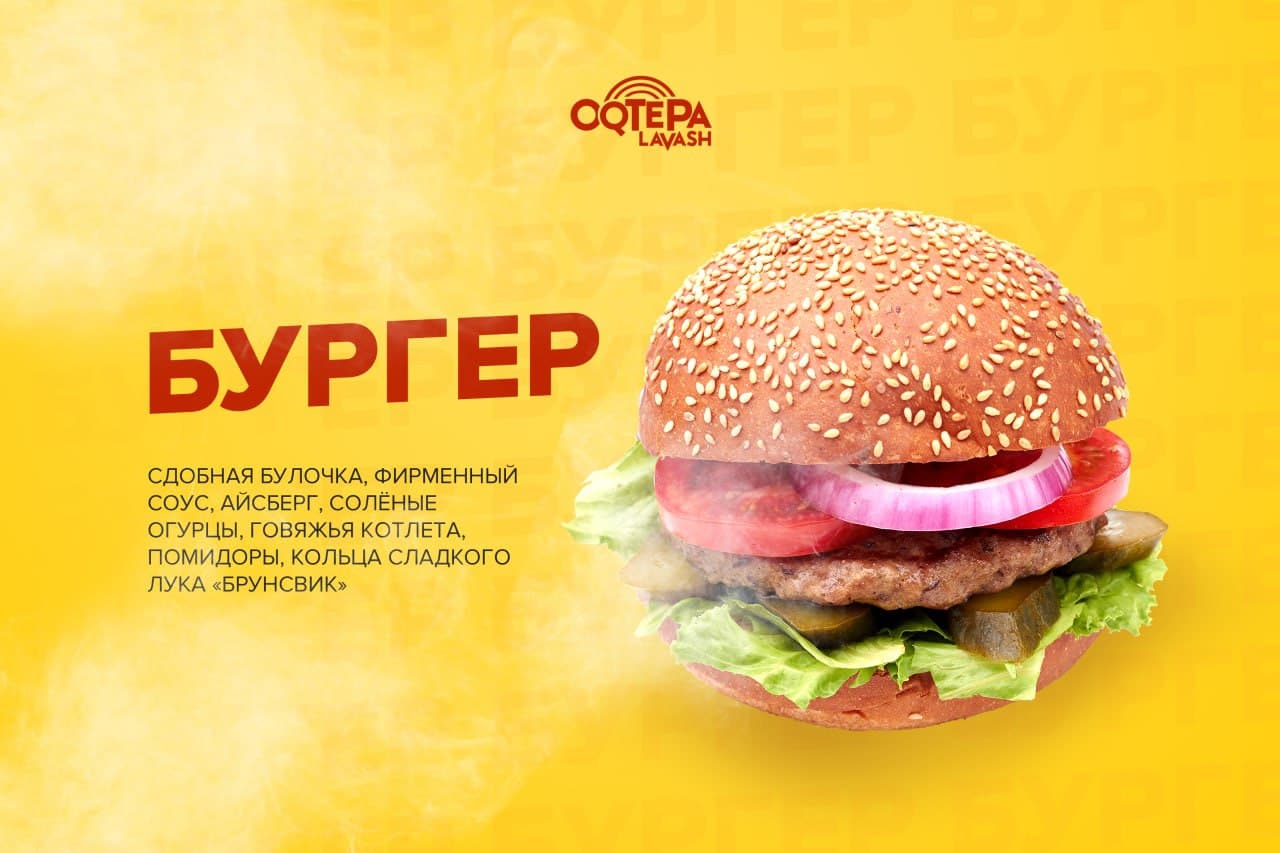 OQTEPA
LAVASH
БУРГЕР
СДОБНАЯ БУЛОЧКА, ФИРМЕННЫЙ
СОУС, АЙСБЕРГ, СОЛЁНЫЕ
ОГУРЦЫ, ГОВЯЖЬЯ КОТЛЕТА,
ПОМИДОРЫ, КОЛЬЦА СЛАДКОГО
ЛУКА «БРУНСВИК»